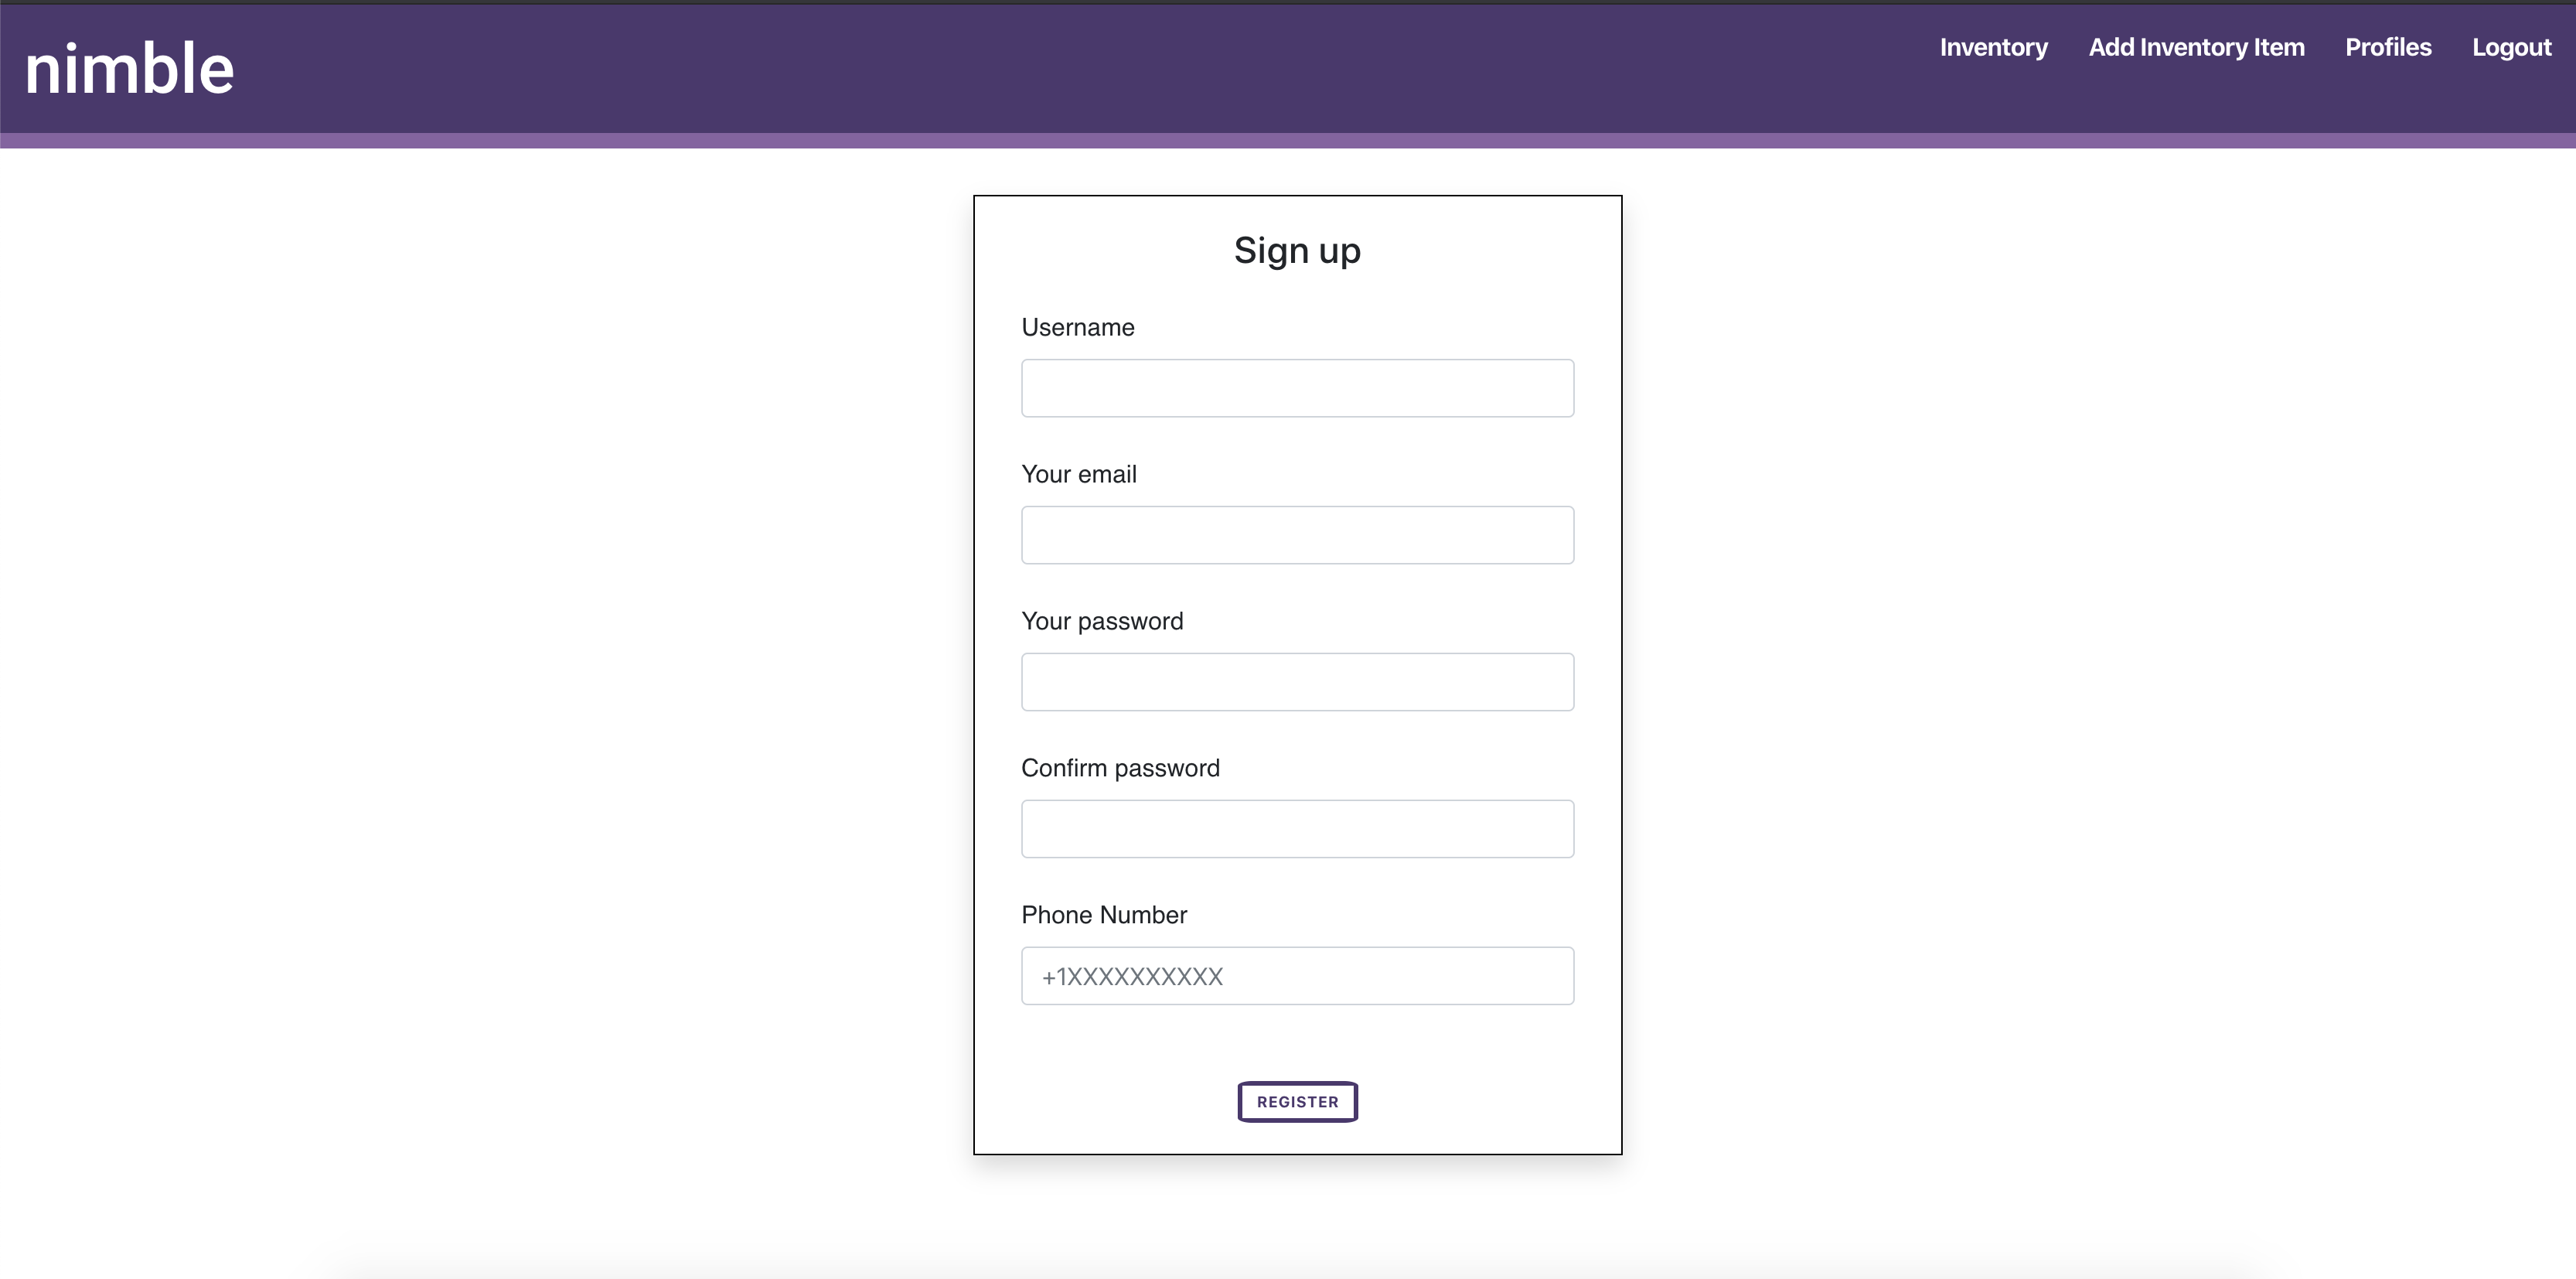 nimble
Inventory Add Inventory Item Profiles Logout
Sign up
Username
Your email
Your password
Confirm password
Phone Number
+1XXXXXXXXXX
REGISTER